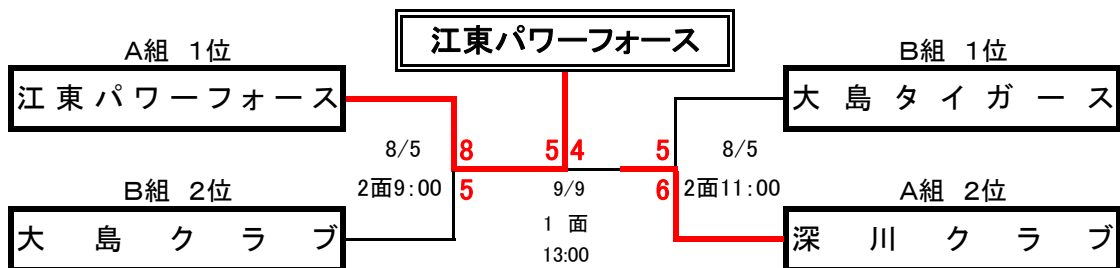 江東パワーフォース
A組 1位
江東パワーフォース
B組 1位
大島タイガース
8/5
8
5 4
5
8/5
2面9:00
5
9/9
6
2面11:00
B組 2位
大島クラブ
1 面
13:00
A組 2位
深川クラブ